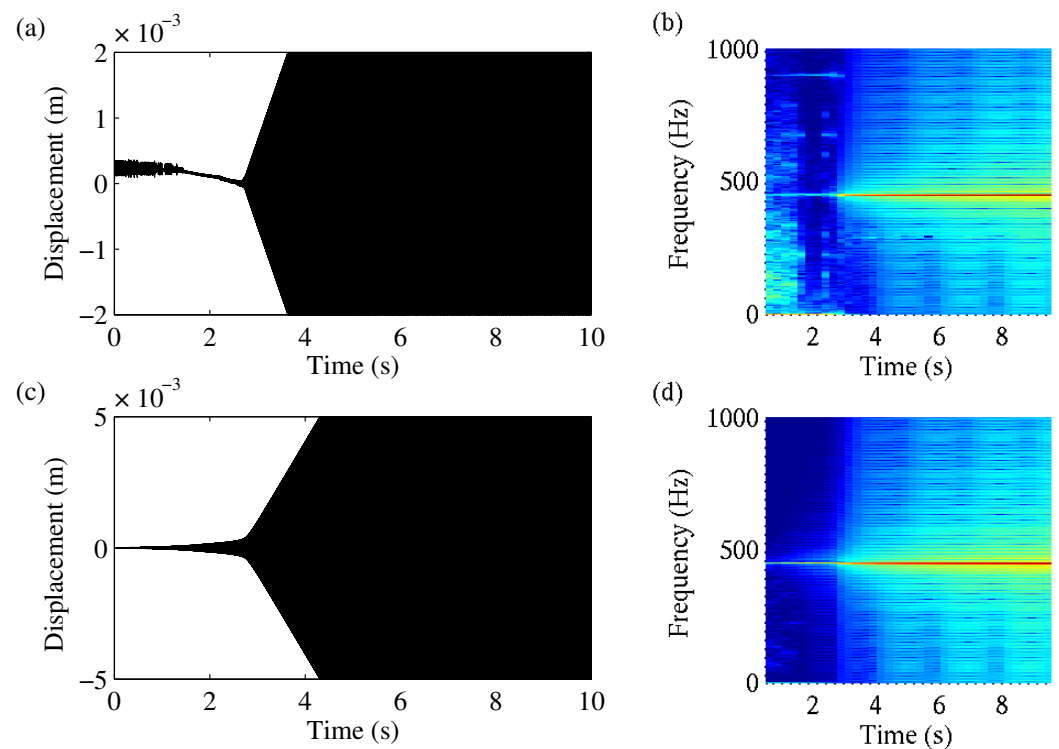 (a)
× 10−3
Displacement (m)
2
1
0
−1
−2
0 2 4 6 8 10
Time (s)
(b)
Frequency (Hz)
1000
500
0
2 4 6 8
Time (s)
(c)
× 10−3
Displacement (m)
5
0
−5
0 2 4 6 8 10
Time (s)
(d)
Frequency (Hz)
1000
500
0
2 4 6 8
Time (s)